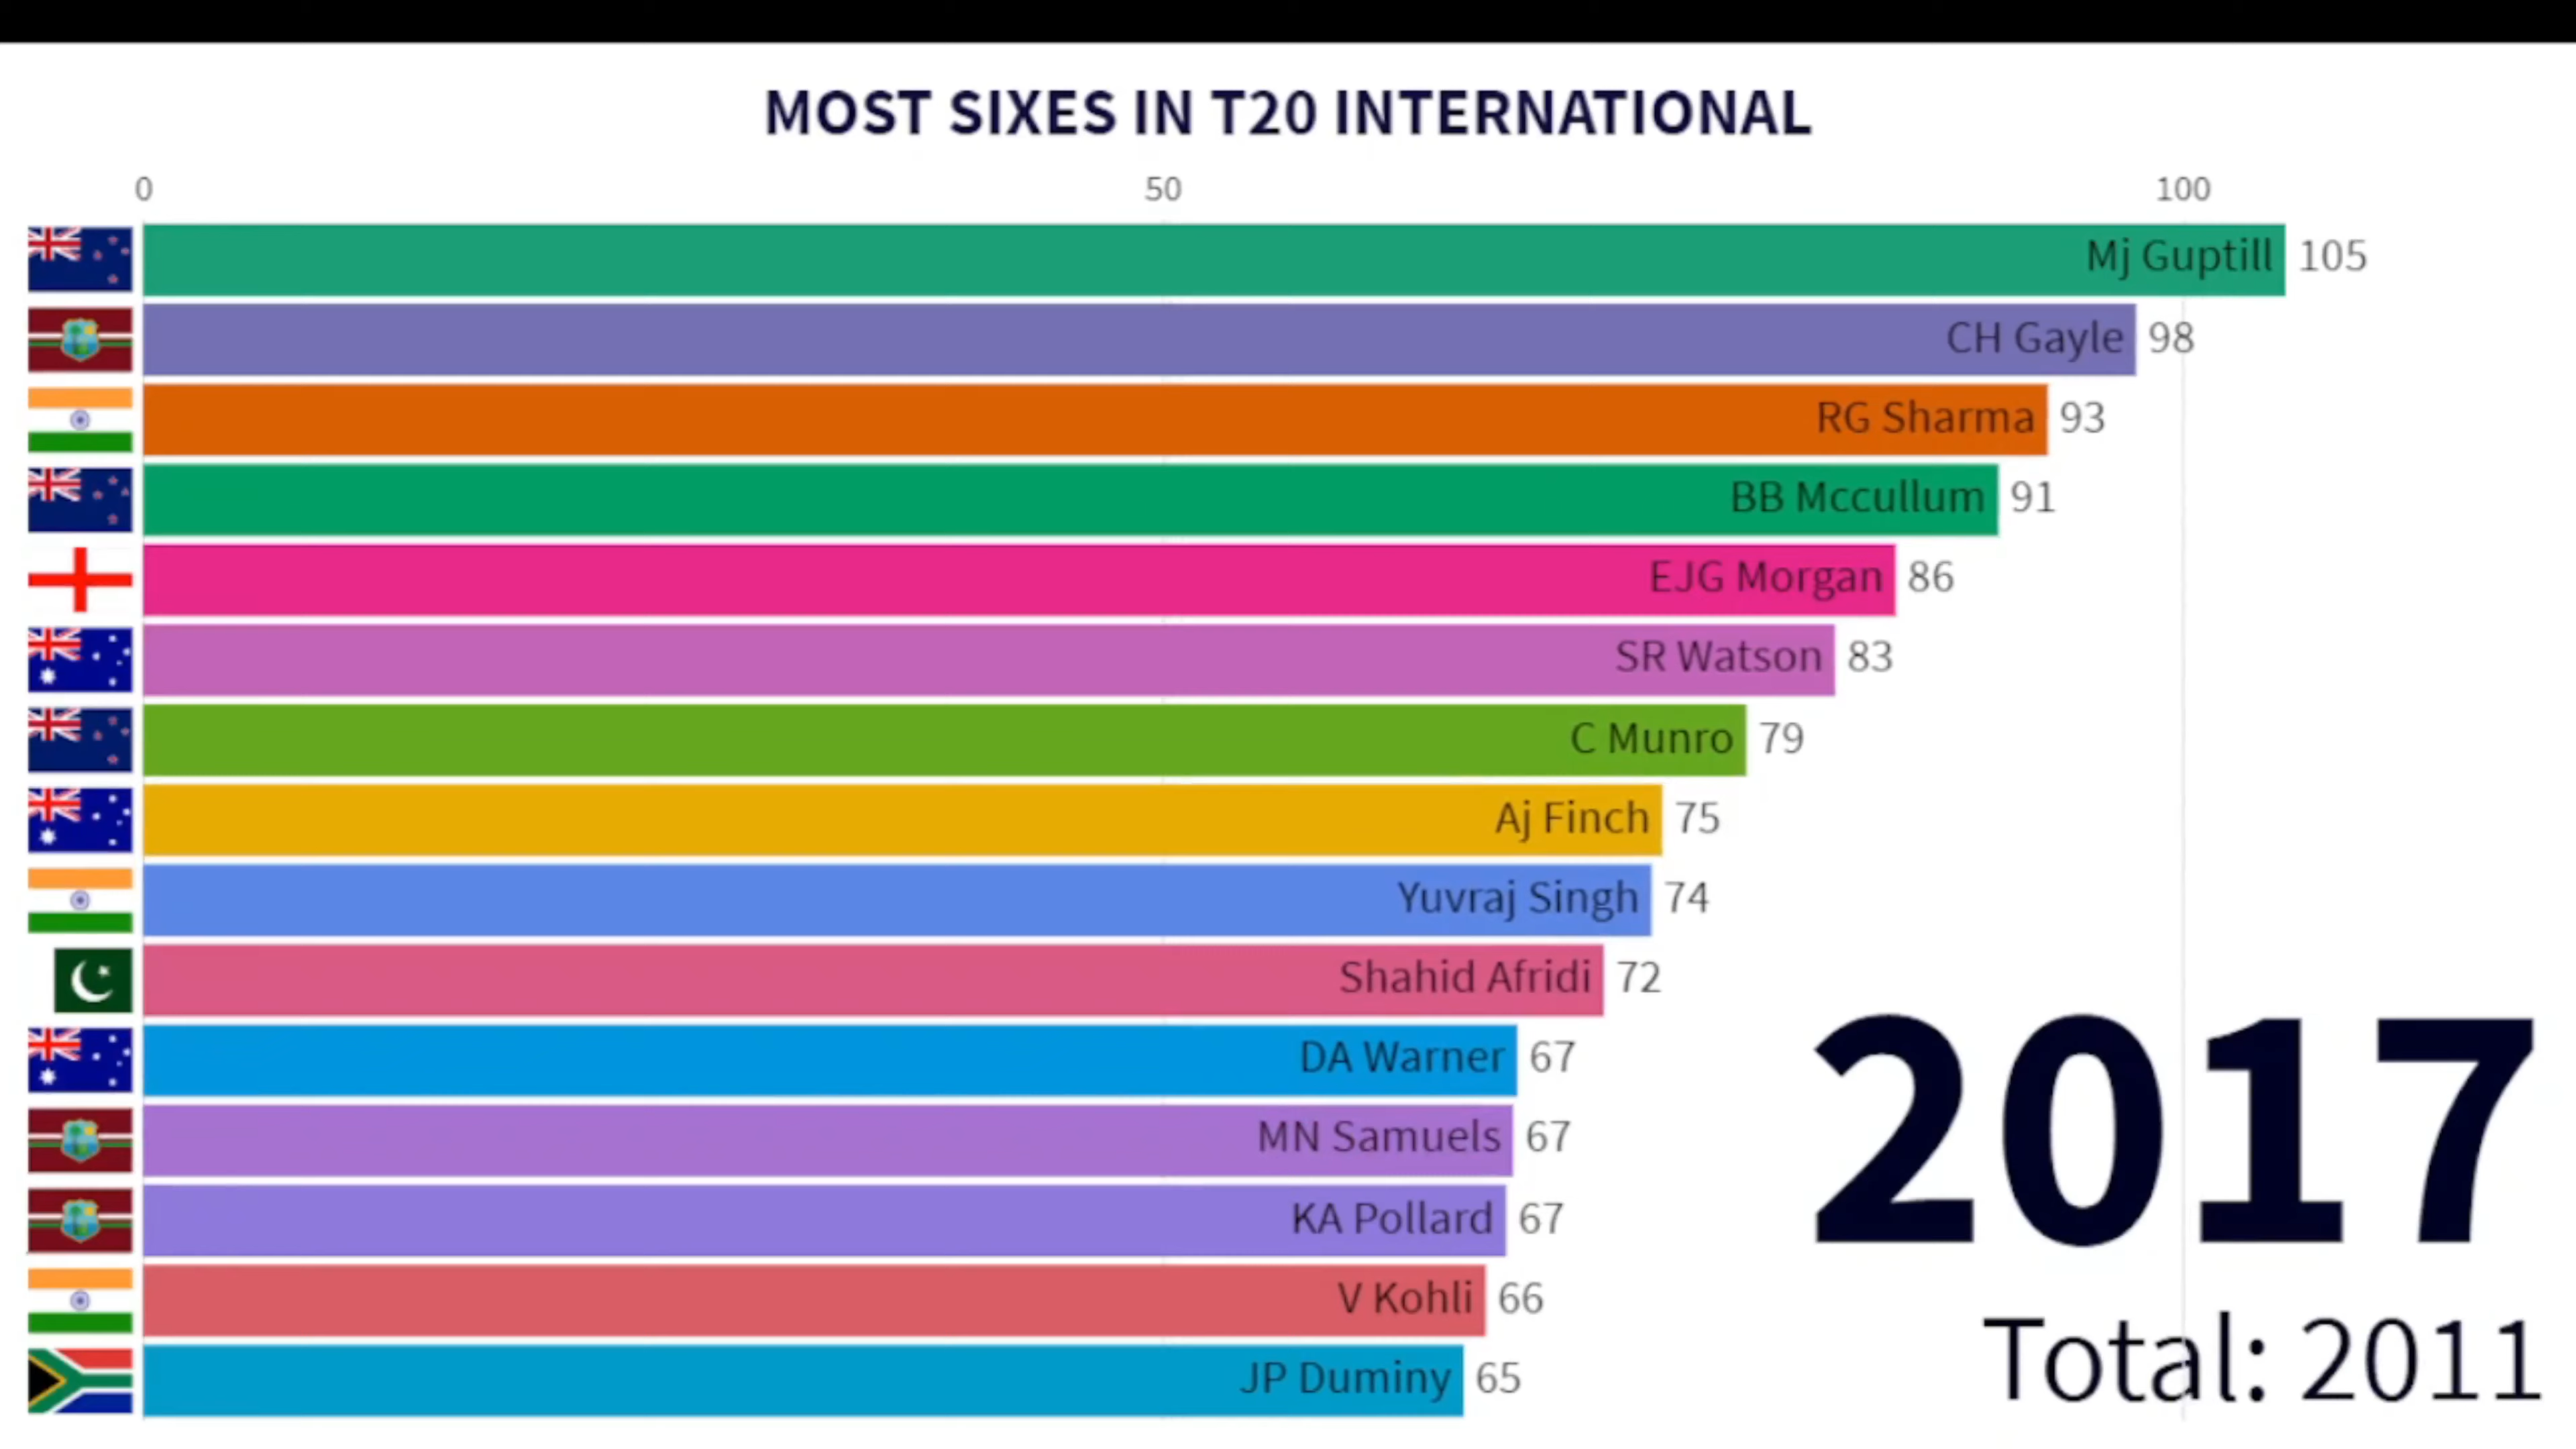 MOST SIXES IN T20 INTERNATIONAL
0 50 100
Mj Guptill 105
CH Gayle 98
RG Sharma 93
BB Mccullum 91
EJG Morgan 86
SR Watson 83
C Munro 79
Aj Finch 75
Yuvraj Singh 74
Shahid Afridi 72
DA Warner 67
MN Samuels 67
KA Pollard 67
V Kohli 66
JP Duminy 65
2017
Total: 2011